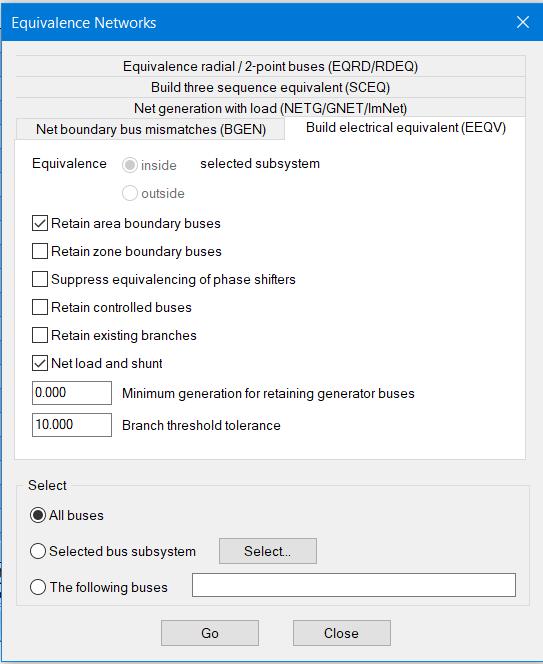 Equivalence Networks
Equivalence radial / 2-point buses (EQRD/RDEQ)
Build three sequence equivalent (SCEQ)
Net generation with load (NETG/GNET/ImNet)
Net boundary bus mismatches (BGEN)
Build electrical equivalent (EEQV)
Equivalence inside selected subsystem
outside
Retain area boundary buses
Retain zone boundary buses
Suppress equivalencing of phase shifters
Retain controlled buses
Retain existing branches
Net load and shunt
0.000 Minimum generation for retaining generator buses
10.000 Branch threshold tolerance
Select
All buses
Selected bus subsystem Select...
The following buses
Go Close